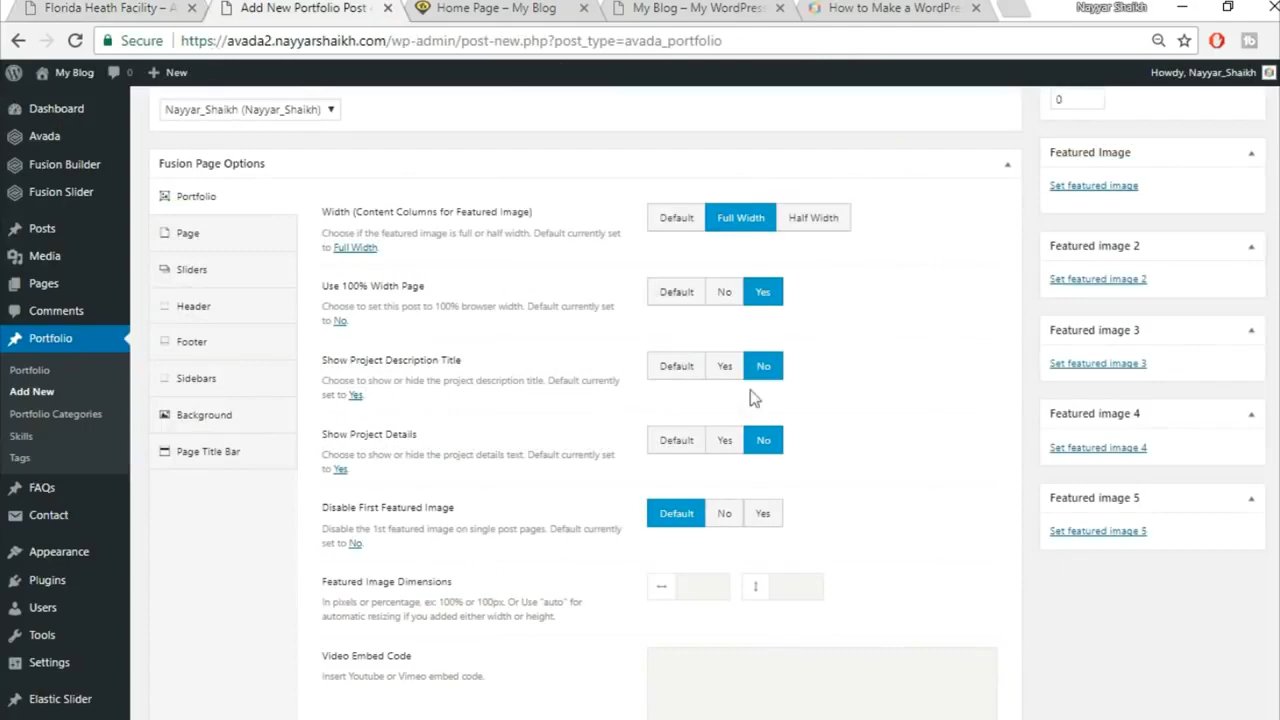 Florida Heath Facility – A
Add New Portfolio Post
Home Page – My Blog
My Blog – My WordPres
How to Make a WordPre
Nayyar Shaikh
Secure
https://avada2.nayyarshaikh.com/wp-admin/post-new.php?post_type=avada_portfolio
My Blog
0
New
Howdy, Nayyar_Shaikh
Dashboard
Avada
Fusion Builder
Fusion Slider
Posts
Media
Pages
Comments
Portfolio
Portfolio
Add New
Portfolio Categories
Skills
Tags
FAQs
Contact
Appearance
Plugins
Users
Tools
Settings
Elastic Slider
Nayyar_Shaikh (Nayyar_Shaikh)
Fusion Page Options
Portfolio
Page
Sliders
Header
Footer
Sidebars
Background
Page Title Bar
Width (Content Columns for Featured Image)
Choose if the featured image is full or half width. Default currently set
to Full Width.
Default Full Width Half Width
Use 100% Width Page
Choose to set this post to 100% browser width. Default currently set
to No.
Default No Yes
Show Project Description Title
Choose to show or hide the project description title. Default currently
set to Yes.
Default Yes No
Show Project Details
Choose to show or hide the project details text. Default currently set
to Yes.
Default Yes No
Disable First Featured Image
Disable the 1st featured image on single post pages. Default currently
set to No.
Default No Yes
Featured Image Dimensions
In pixels or percentage, ex: 100% or 100px. Or Use "auto" for
automatic resizing if you added either width or height.
Video Embed Code
Insert Youtube or Vimeo embed code.
0
Featured Image
Set featured image
Featured image 2
Set featured image 2
Featured image 3
Set featured image 3
Featured image 4
Set featured image 4
Featured image 5
Set featured image 5